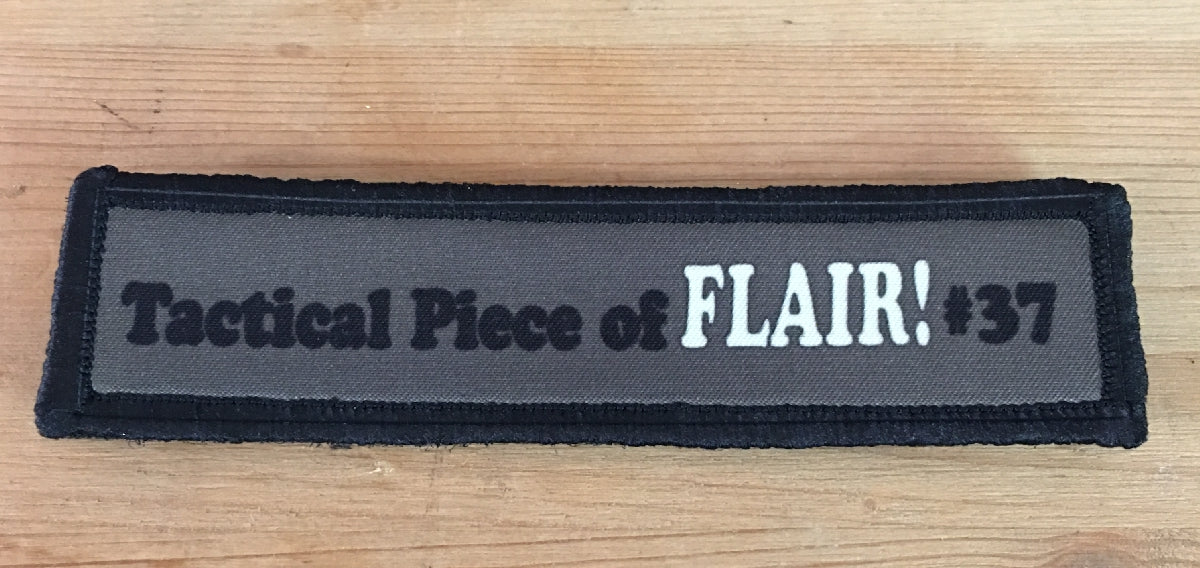 Tactical Piece of FLAIR! #37